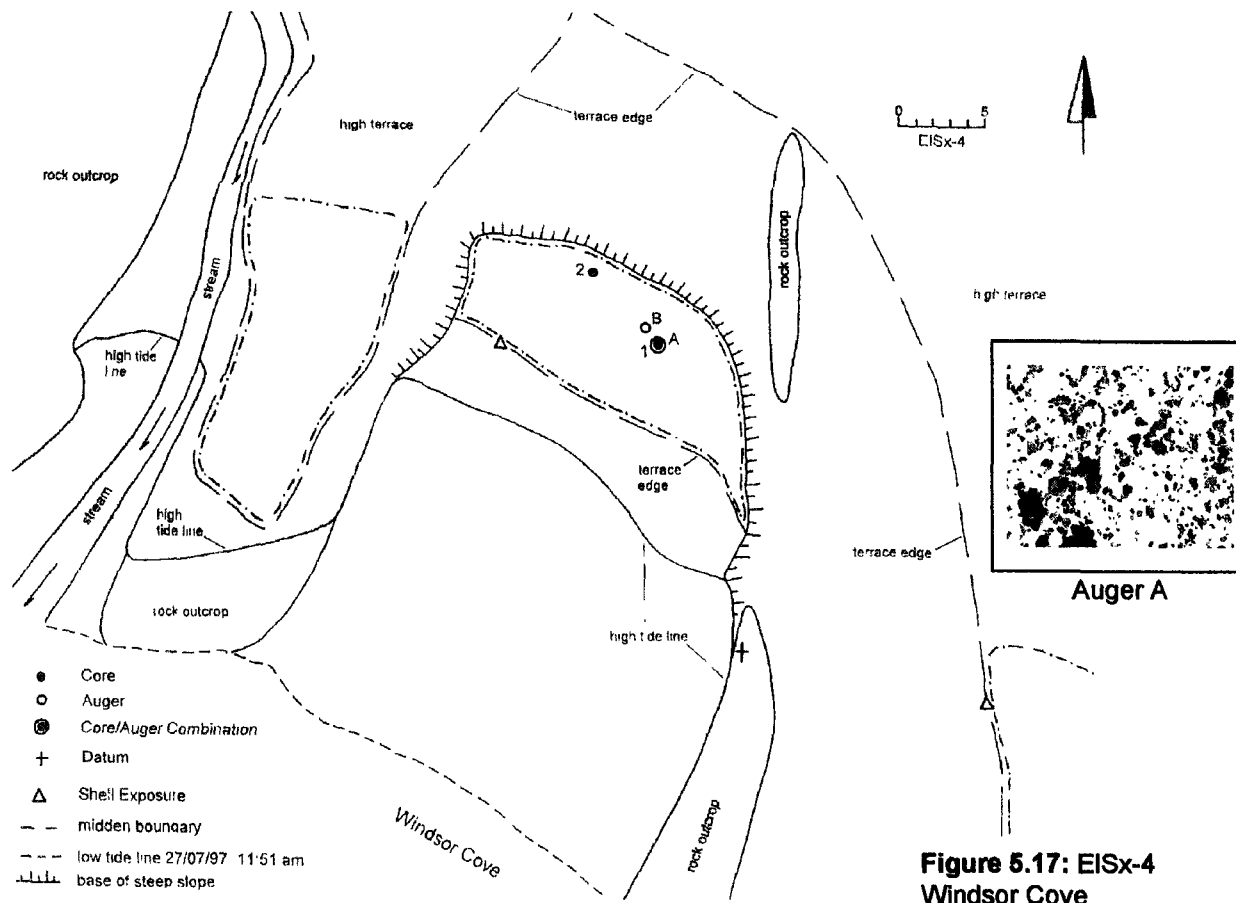 terrace edge
high terrace
0 5
ElSx-4
rock outcrop
rock outcrop
stream
2
high terrace
B
A
1
high tide
line
terrace
edge
stream
high
tide line
terrace edge
Auger A
rock outcrop
high tide line
Core
Auger
Core/Auger Combination
Datum
Shell Exposure
midden boundary
low tide line 27/07/97 11:51 am
base of steep slope
Windsor Cove
rock outcrop
Figure 5.17: ElSx-4
Windsor Cove